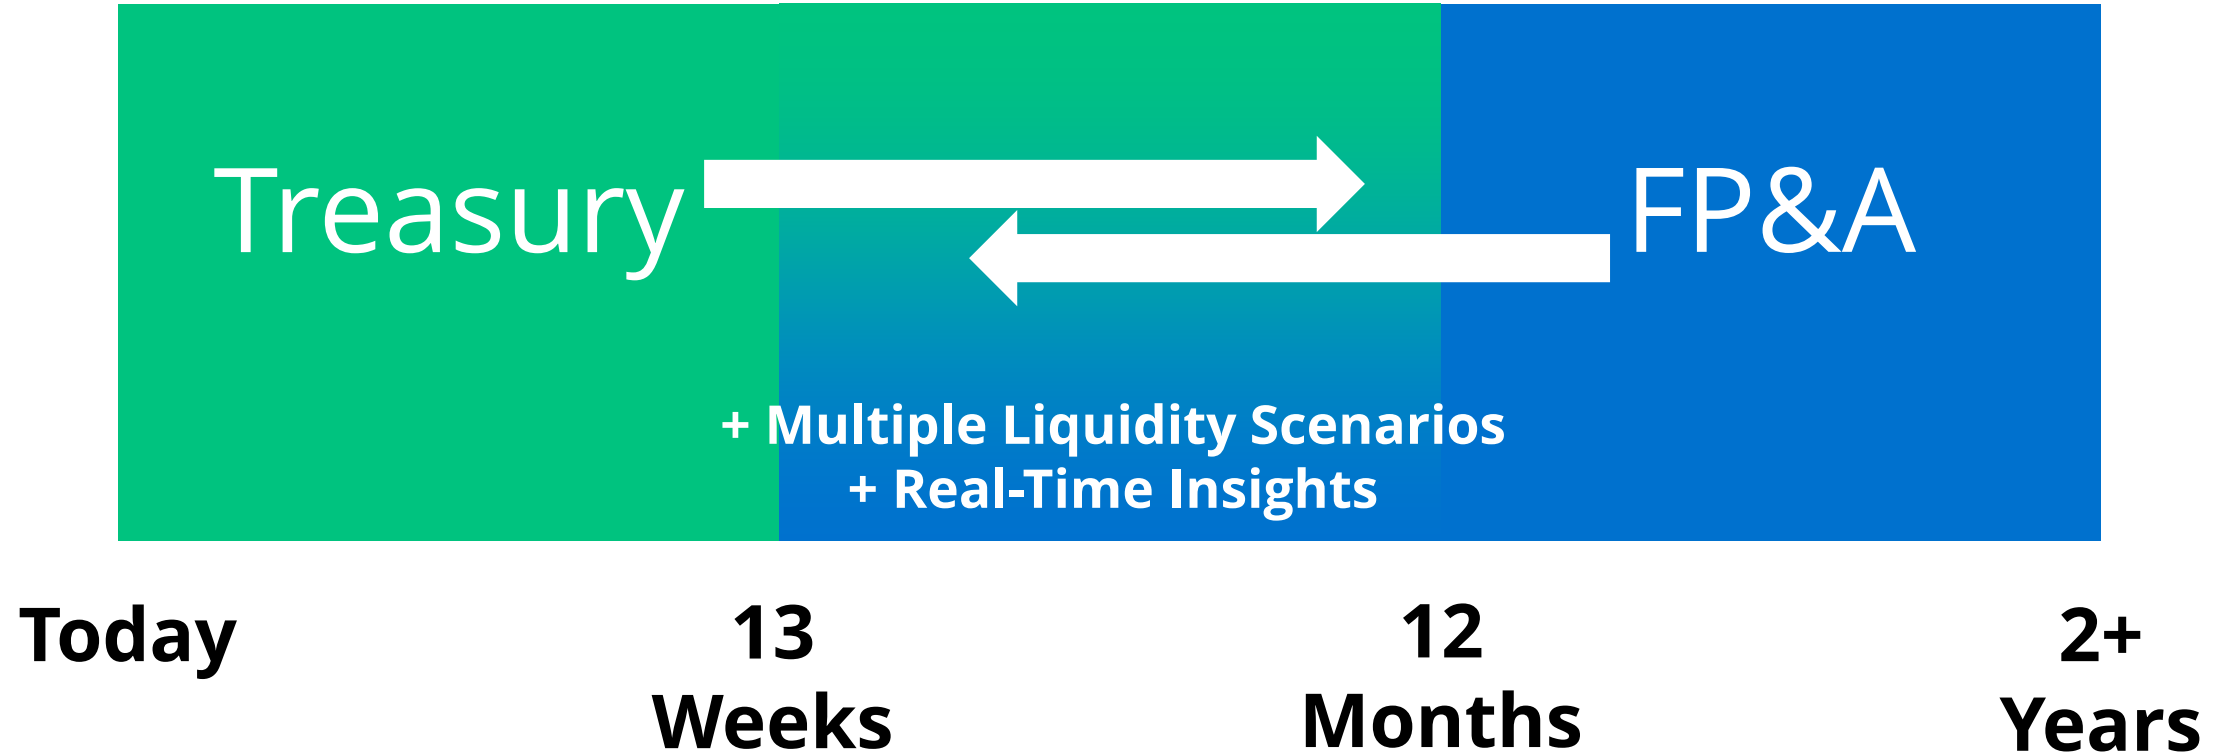 Treasury
FP&A
+ Multiple Liquidity Scenarios
+ Real-Time Insights
Today
13
Weeks
12
Months
2+
Years